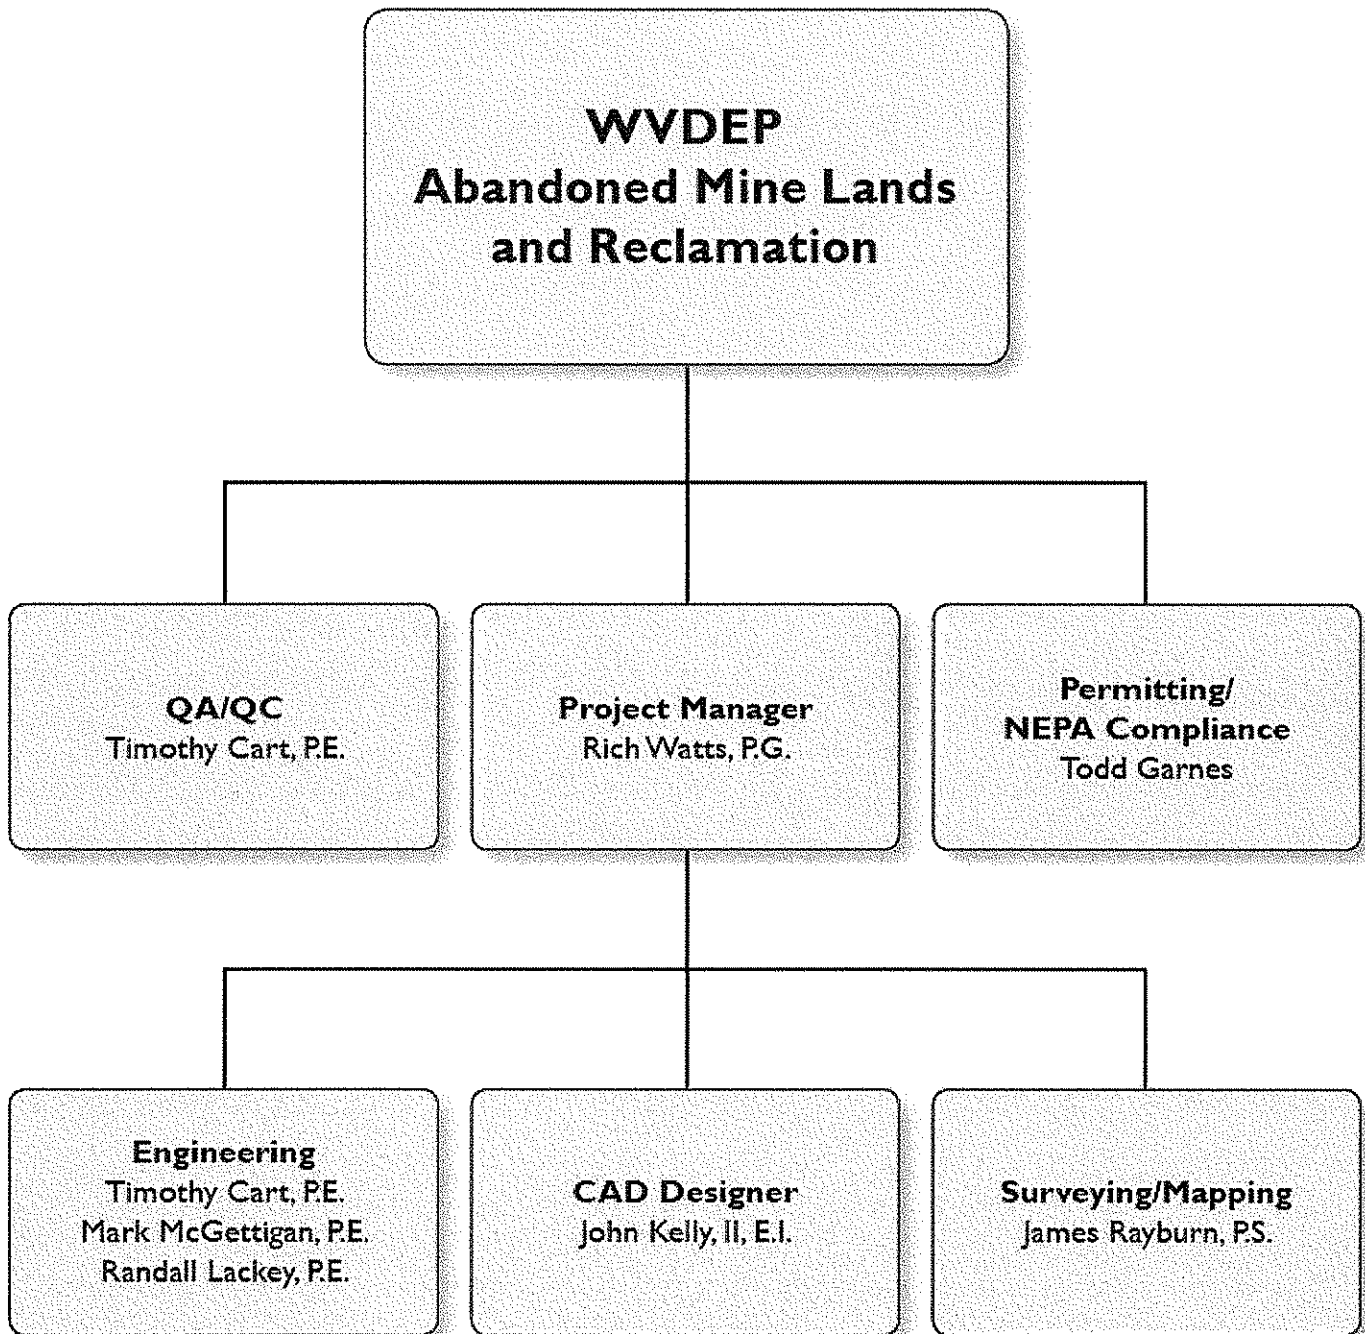 WVDEP
Abandoned Mine Lands
and Reclamation
QA/QC
Timothy Cart, P.E.
Project Manager
Rich Watts, P.G.
Permitting/
NEPA Compliance
Todd Garnes
Engineering
Timothy Cart, P.E.
Mark McGettigan, P.E.
Randall Lackey, P.E.
CAD Designer
John Kelly, II, E.I.
Surveying/Mapping
James Rayburn, P.S.